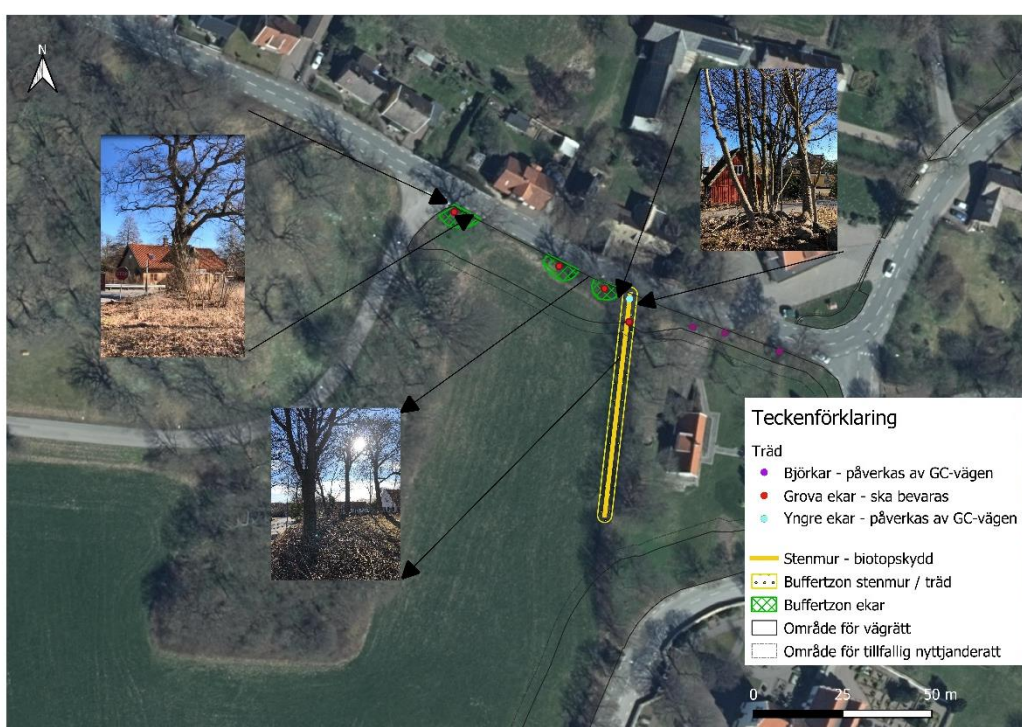 N
Teckenförklaring
Träd
Björkar - påverkas av GC-vägen
Grova ekar - ska bevaras
Yngre ekar - påverkas av GC-vägen
Stenmur - biotopskydd
Buffertzon stenmur / träd
Buffertzon ekar
Område för vägrätt
Område för tillfallig nyttjanderatt
0 25 50 m